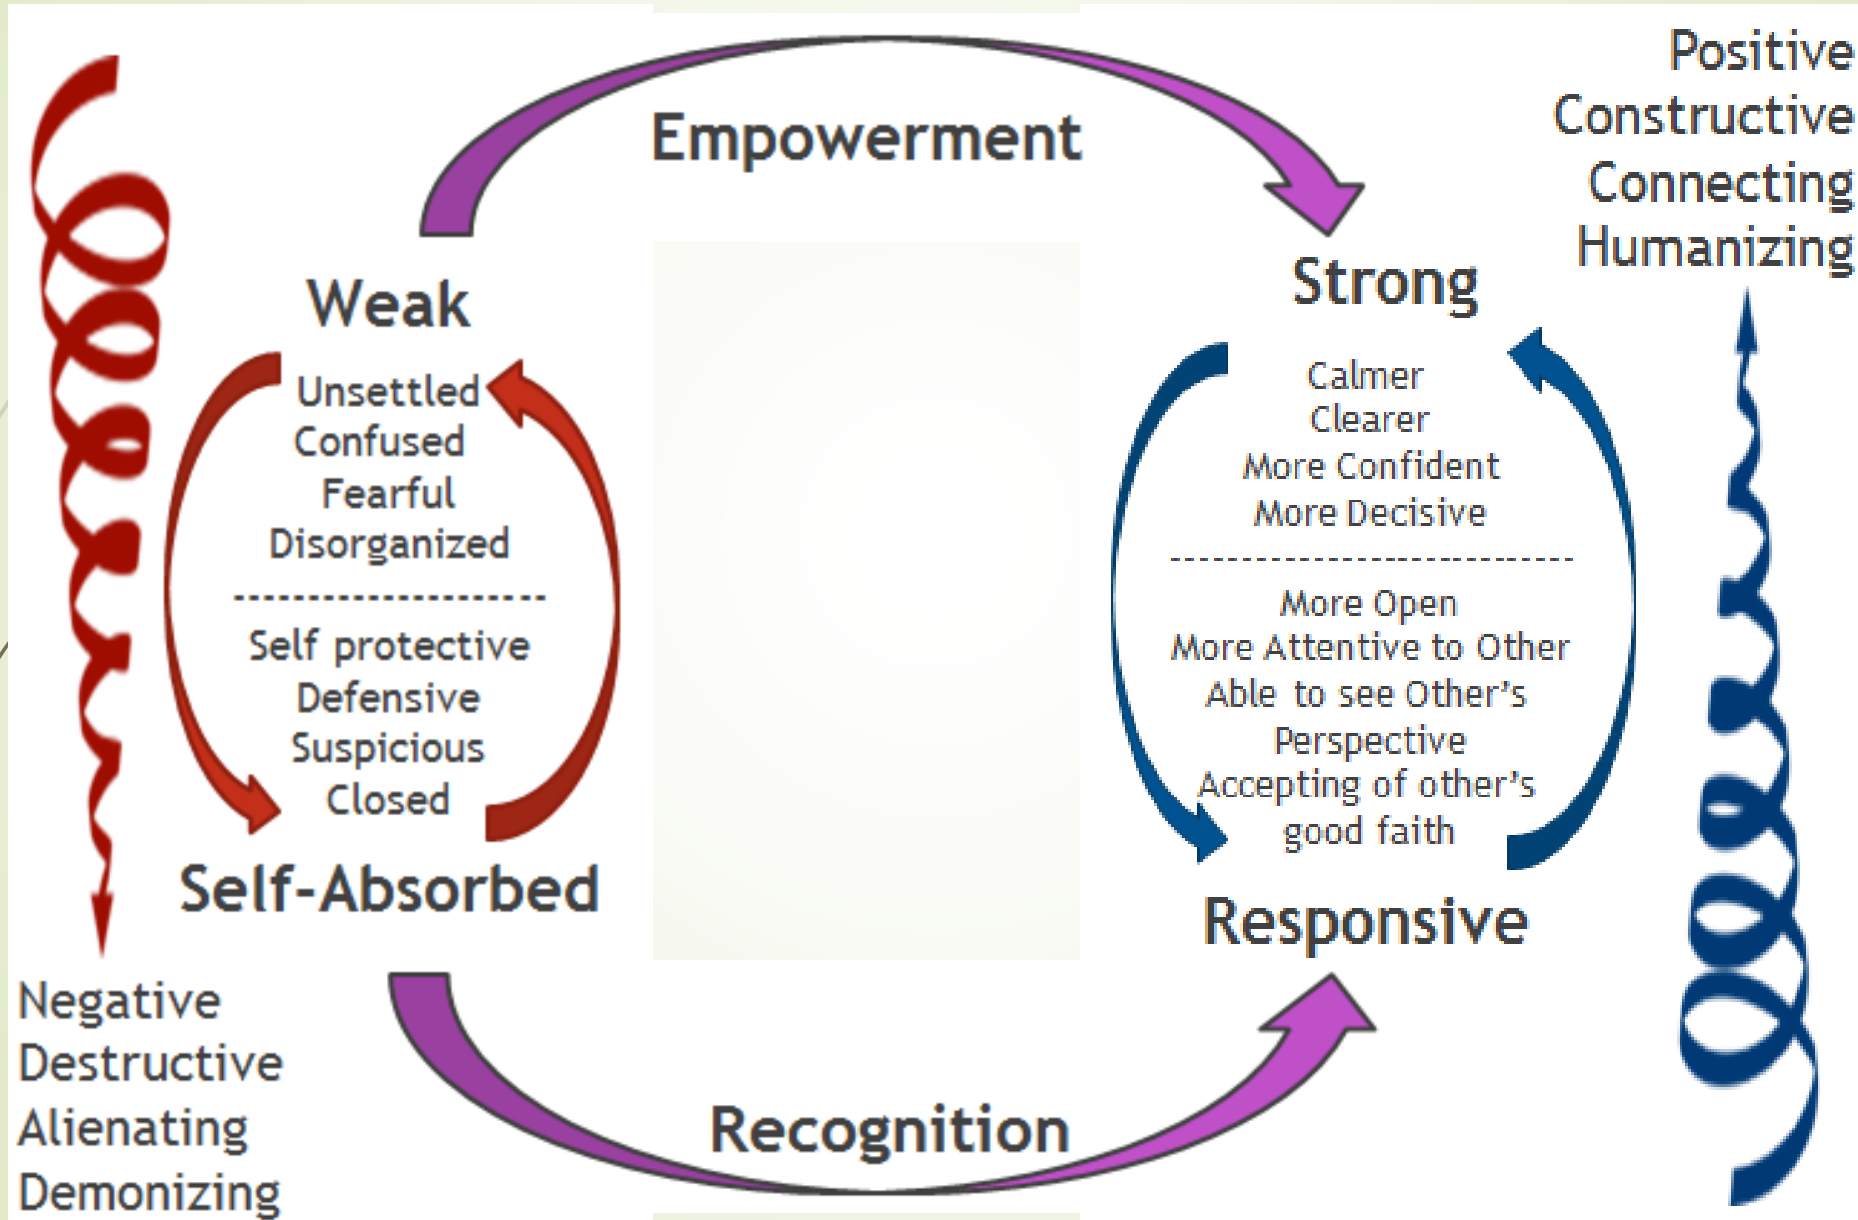 Empowerment
Weak
Unsettled
Confused
Fearful
Disorganized
---------------------
Self protective
Defensive
Suspicious
Closed
Self-Absorbed
Negative
Destructive
Alienating
Demonizing
Recognition
Strong
Calmer
Clearer
More Confident
More Decisive
---------------------------
More Open
More Attentive to Other
Able to see Other’s
Perspective
Accepting of other’s
good faith
Responsive
Positive
Constructive
Connecting
Humanizing